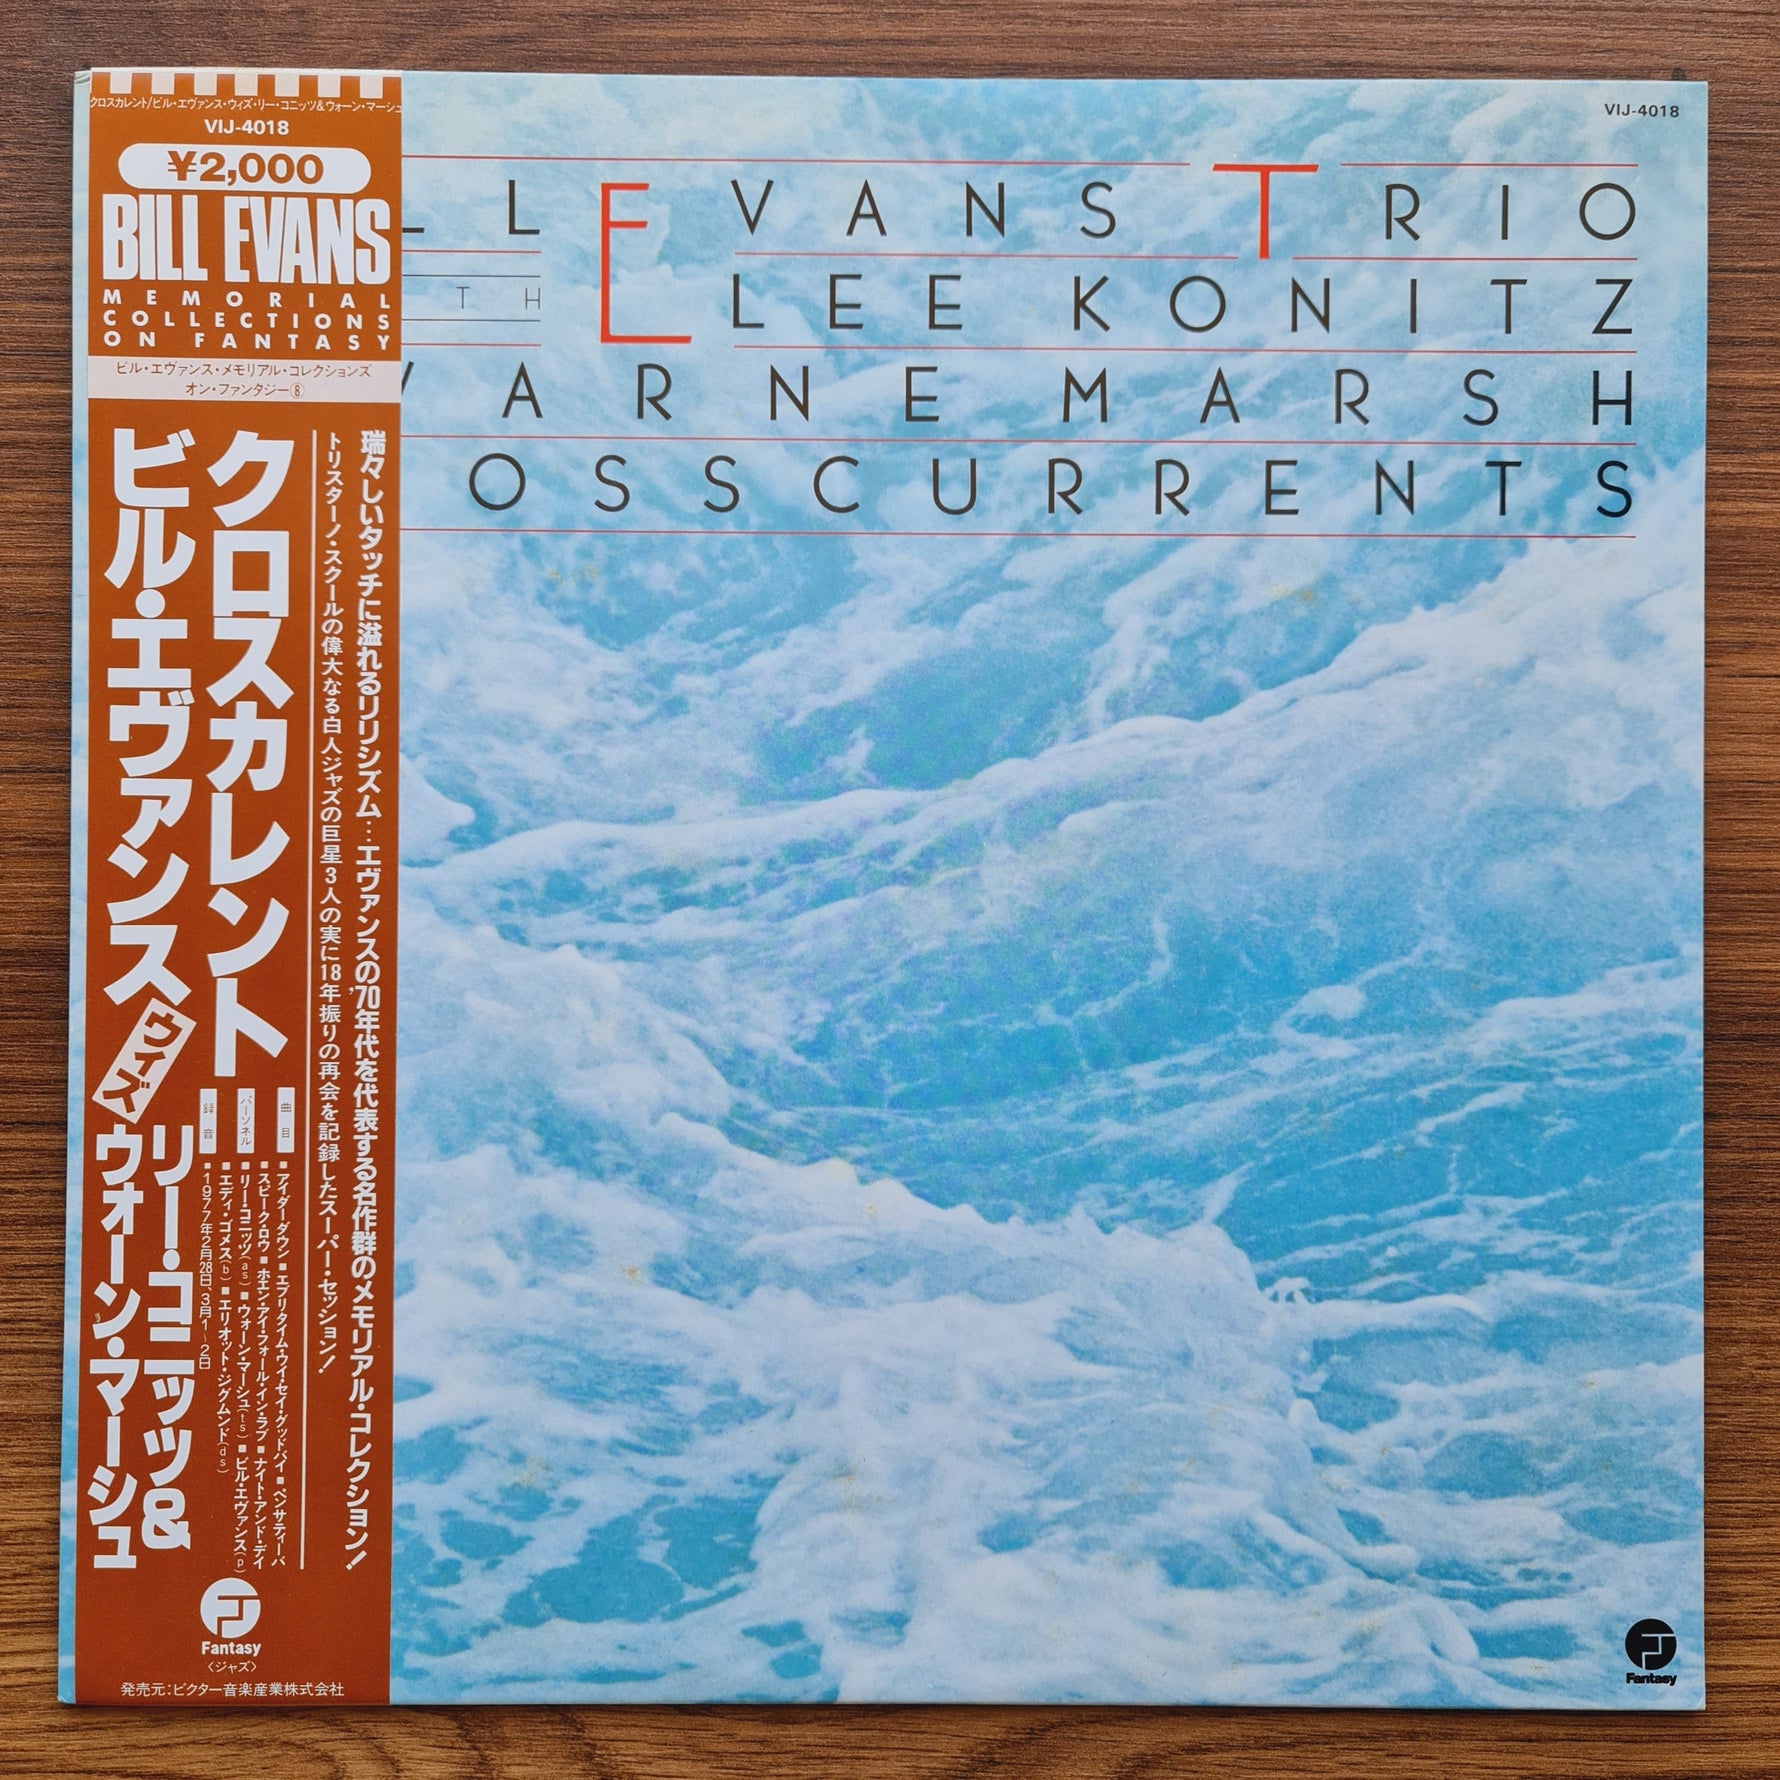 クロスカレント/ビル・エヴァンス・ウィズ・リー・コニッツ&ウォーン・マーシュ
VIJ-4018
¥2,000
BILL EVANS
MEMORIAL
COLLECTIONS
ON FANTASY
ビル・エヴァンス・メモリアル・コレクションズ
オン・ファンタジー⑧
瑞々しいタッチに溢れるリリシズム…エヴァンスの'70年代を代表する名作群のメモリアル・コレクション!
トリスターノ・スクールの偉大なる白人ジャズの巨星3人の実に18年振りの再会を記録したスーパー・セッション!
クロスカレント
ビル・エヴァンス
ウィズ
リー・コニッツ&
ウォーン・マーシュ
曲目
■アイダーダウン■エブリタイム・ウイ・セイ・グッドバイ■ペンサティーバ
■スピーク・ロウ■ホエン・アイ・フォール・イン・ラブ■ナイト・アンド・デイ
パーソネル
■リー・コニッツ(as)■ウォーン・マーシュ(ts)■ビル・エヴァンス(p)
■エディ・ゴメス(b)■エリオット・ジグムンド(ds)
録音
■1977年2月28日、3月1~2日
Fantasy
〈ジャズ〉
発売元:ビクター音楽産業株式会社
VIJ-4018
LL EVANS TRIO
TH LEE KONITZ
ARNE MARSH
OSSCURRENTS
Fantasy